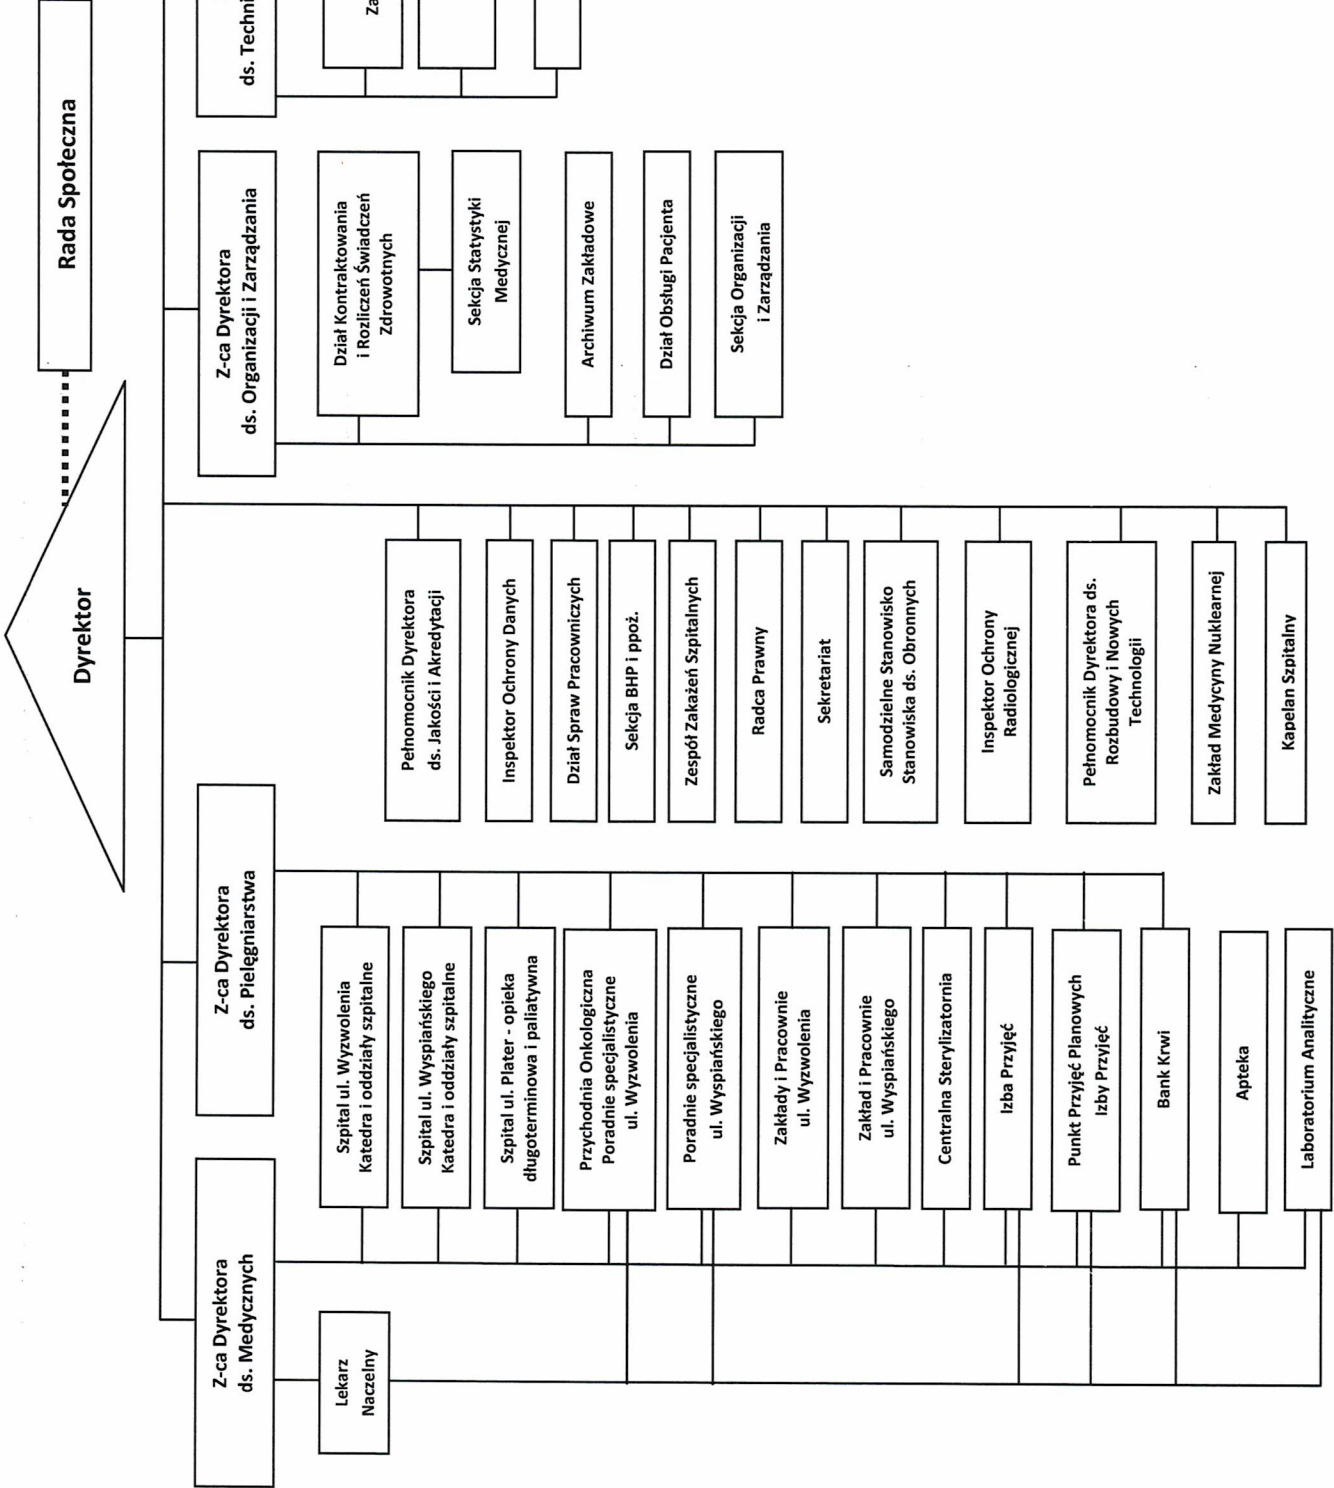 Rada Społeczna
Dyrektor
Z-ca Dyrektora
ds. Medycznych
Lekarz
Naczelny
Z-ca Dyrektora
ds. Pielęgniarstwa
Szpital ul. Wyzwolenia
Katedra i oddziały szpitalne
Szpital ul. Wyspiańskiego
Katedra i oddziały szpitalne
Szpital ul. Plater - opieka
długoterminowa i paliatywna
Przychodnia Onkologiczna
Poradnie specjalistyczne
ul. Wyzwolenia
Poradnie specjalistyczne
ul. Wyspiańskiego
Zakłady i Pracownie
ul. Wyzwolenia
Zakład i Pracownie
ul. Wyspiańskiego
Centralna Sterylizatornia
Izba Przyjęć
Punkt Przyjęć Planowych
Izby Przyjęć
Bank Krwi
Apteka
Laboratorium Analityczne
Pełnomocnik Dyrektora
ds. Jakości i Akredytacji
Inspektor Ochrony Danych
Dział Spraw Pracowniczych
Sekcja BHP i ppoż.
Zespół Zakażeń Szpitalnych
Radca Prawny
Sekretariat
Samodzielne Stanowisko
Stanowiska ds. Obronnych
Inspektor Ochrony
Radiologicznej
Pełnomocnik Dyrektora ds.
Rozbudowy i Nowych
Technologii
Zakład Medycyny Nuklearnej
Kapelan Szpitalny
Z-ca Dyrektora
ds. Organizacji i Zarządzania
Dział Kontraktowania
i Rozliczeń Świadczeń
Zdrowotnych
Sekcja Statystyki
Medycznej
Archiwum Zakładowe
Dział Obsługi Pacjenta
Sekcja Organizacji
i Zarządzania
ds. Techni
Za